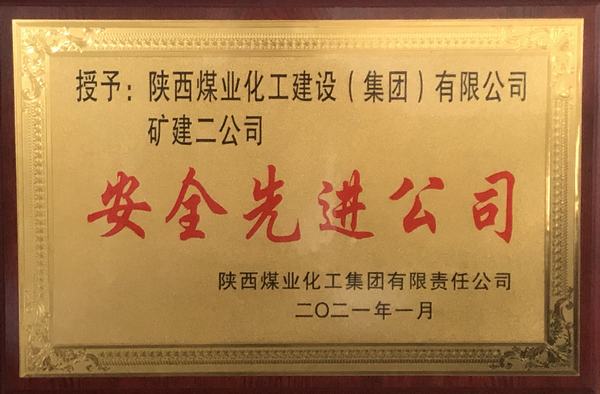 授予：陕西煤业化工建设（集团）有限公司
矿建二公司
安全先进公司
陕西煤业化工集团有限责任公司
二〇二一年一月